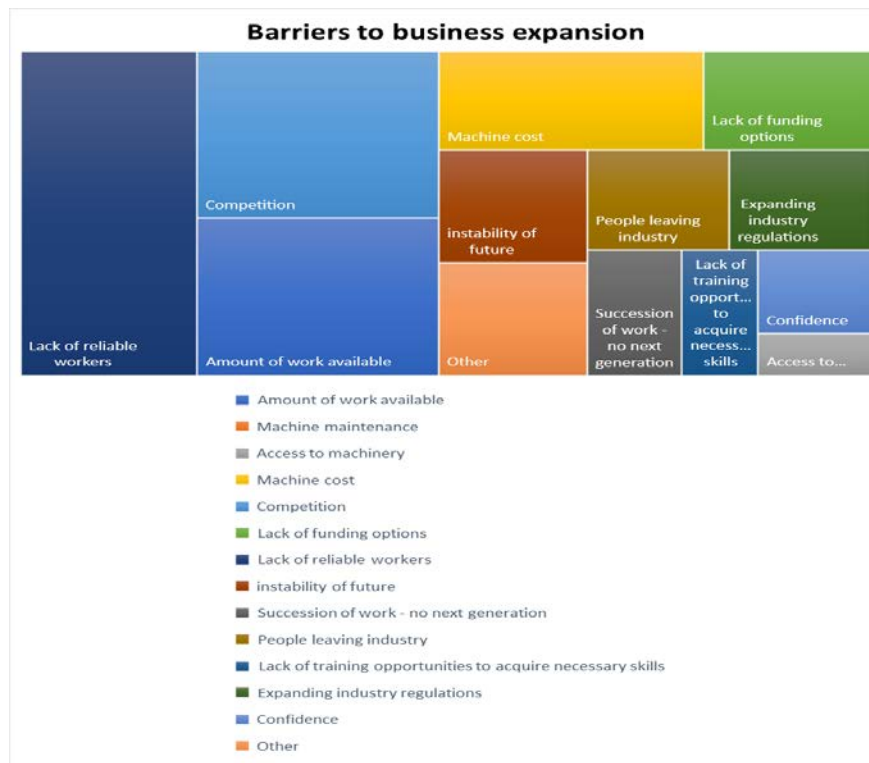 Barriers to business expansion
Lack of reliable
workers
Competition
Amount of work available
Machine cost
Lack of funding
options
instability of
future
People leaving
industry
Expanding
industry
regulations
Other
Succession
of work -
no next
generation
Lack of
training
opport...
to
acquire
necess...
skills
Confidence
Access to...
Amount of work available
Machine maintenance
Access to machinery
Machine cost
Competition
Lack of funding options
Lack of reliable workers
instability of future
Succession of work - no next generation
People leaving industry
Lack of training opportunities to acquire necessary skills
Expanding industry regulations
Confidence
Other